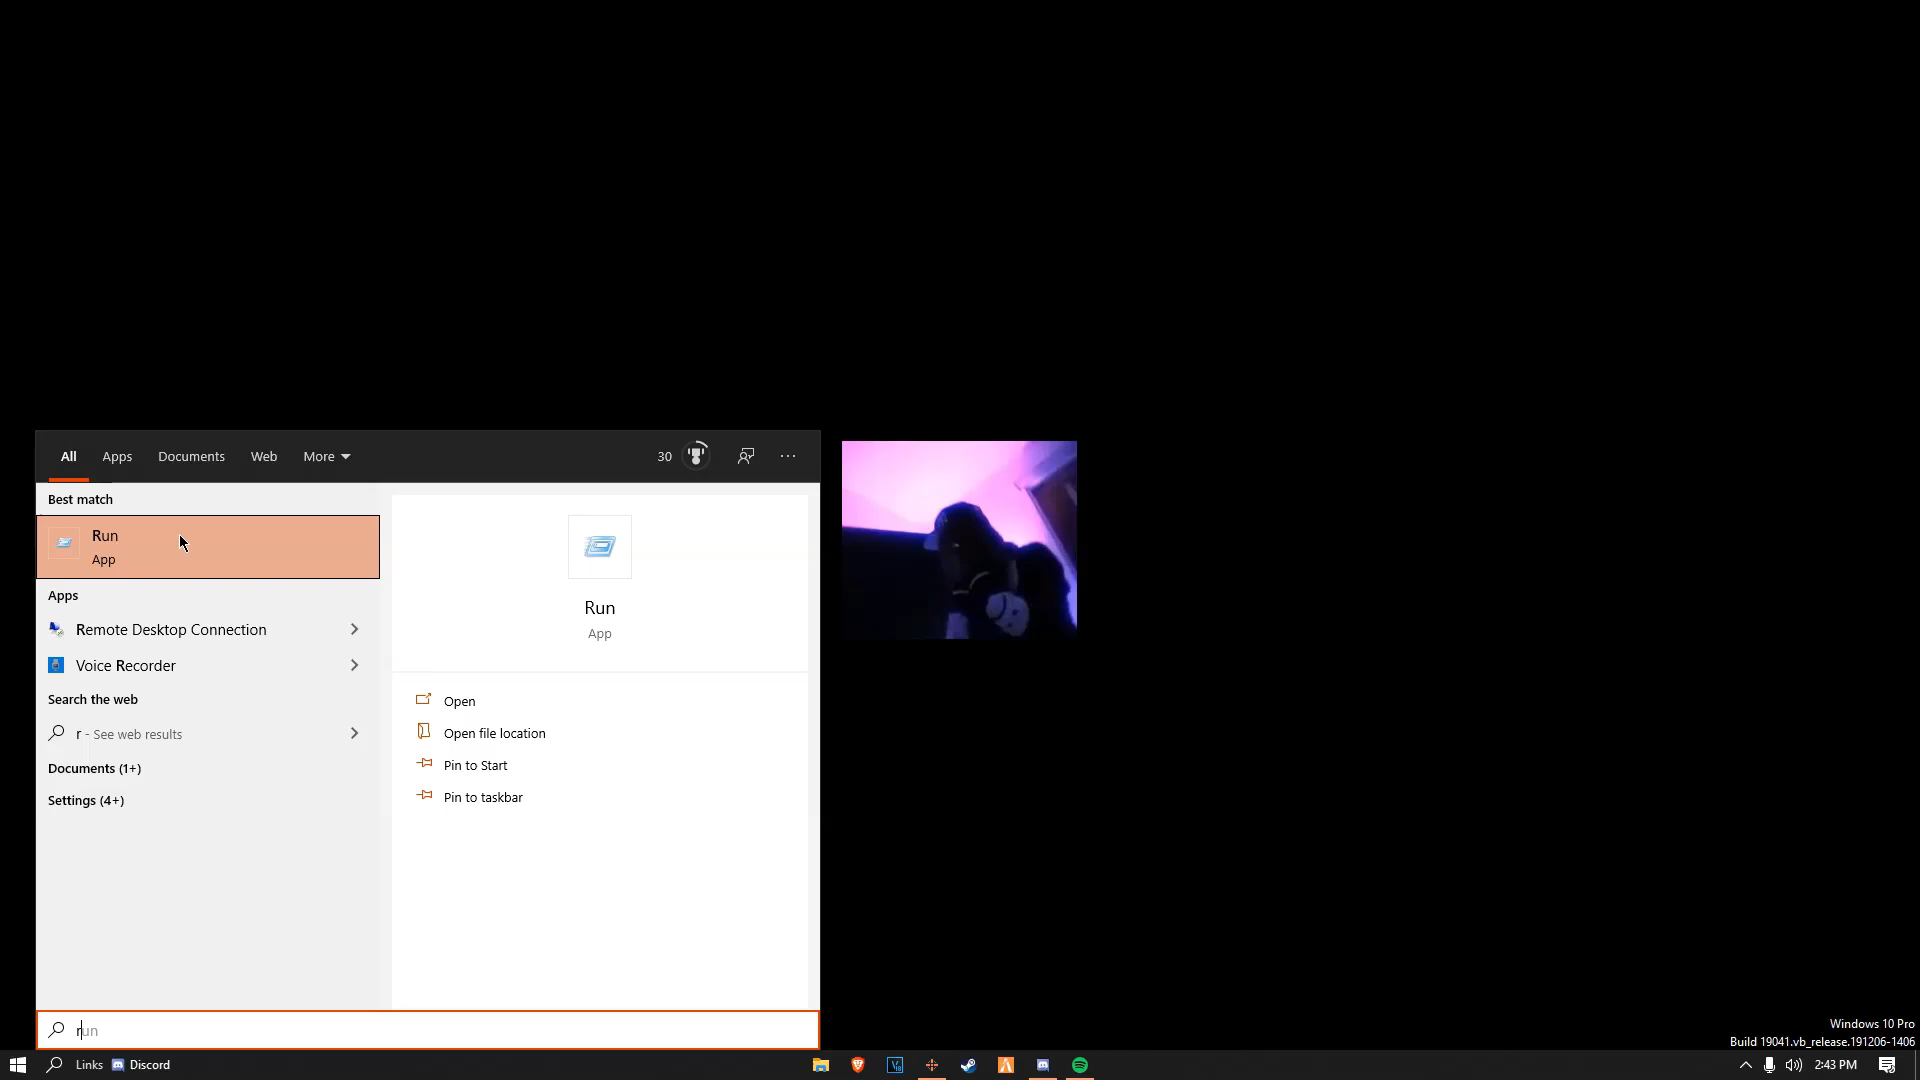 All Apps Documents Web More 30 ...
Best match
Run
App
Apps
Remote Desktop Connection
Voice Recorder
Search the web
r - See web results
Documents (1+)
Settings (4+)
Run
App
Open
Open file location
Pin to Start
Pin to taskbar
run
Windows 10 Pro
Build 19041.vb_release.191206-1406
Links Discord 2:43 PM